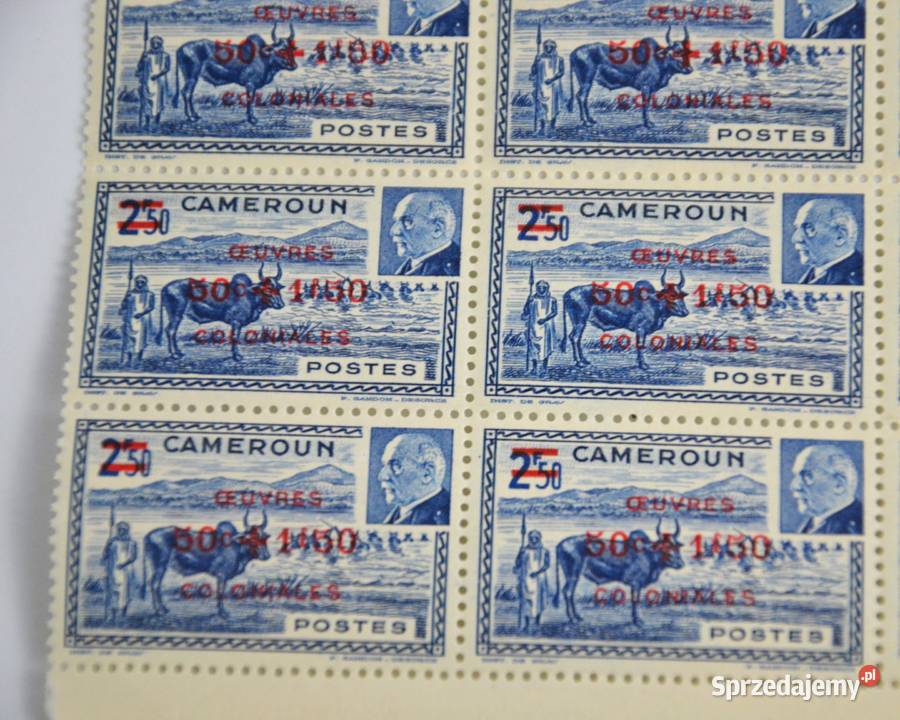 ŒUVRES ŒUVRES
50c + 1f50 50c + 1f50
COLONIALES COLONIALES
POSTES POSTES
2F50 CAMEROUN 2F50 CAMEROUN
ŒUVRES ŒUVRES
50c + 1f50 50c + 1f50
COLONIALES COLONIALES
POSTES POSTES
2F50 CAMEROUN 2F50 CAMEROUN
ŒUVRES ŒUVRES
50c + 1f50 50c + 1f50
COLONIALES COLONIALES
POSTES POSTES
Sprzedajemy.pl